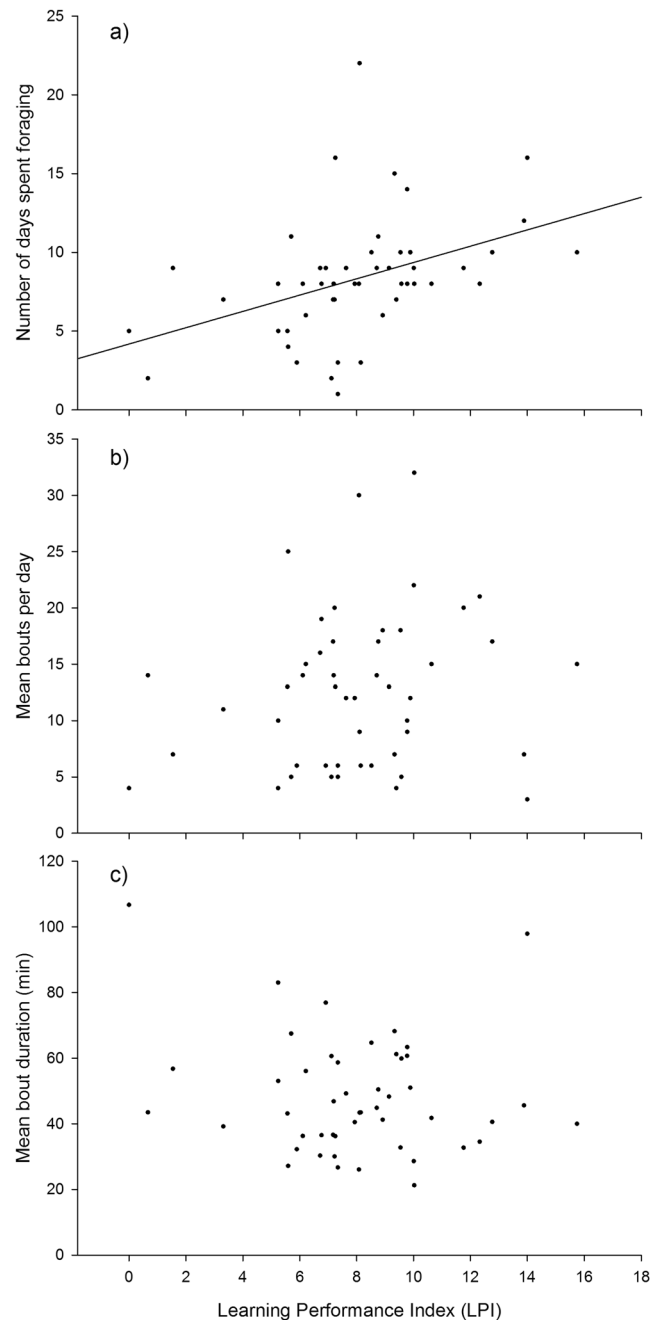 a)
Number of days spent foraging
25
20
15
10
5
0
b)
Mean bouts per day
35
30
25
20
15
10
5
0
c)
Mean bout duration (min)
120
100
80
60
40
20
0
0 2 4 6 8 10 12 14 16 18
Learning Performance Index (LPI)